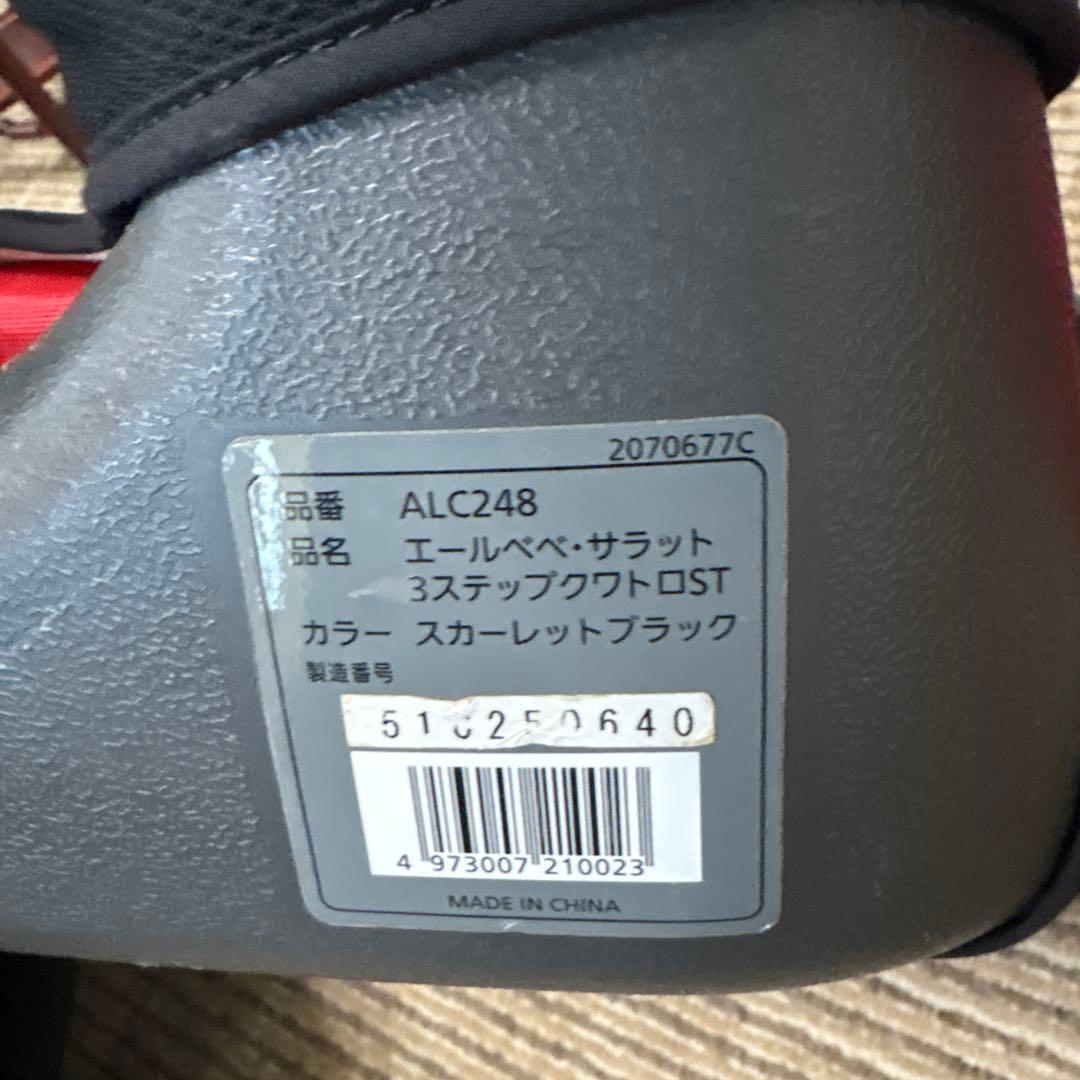 2070677C
品番 ALC248
品名 エールベベ・サラット
3ステップクワトロST
カラー スカーレットブラック
製造番号
4 973007 210023
MADE IN CHINA